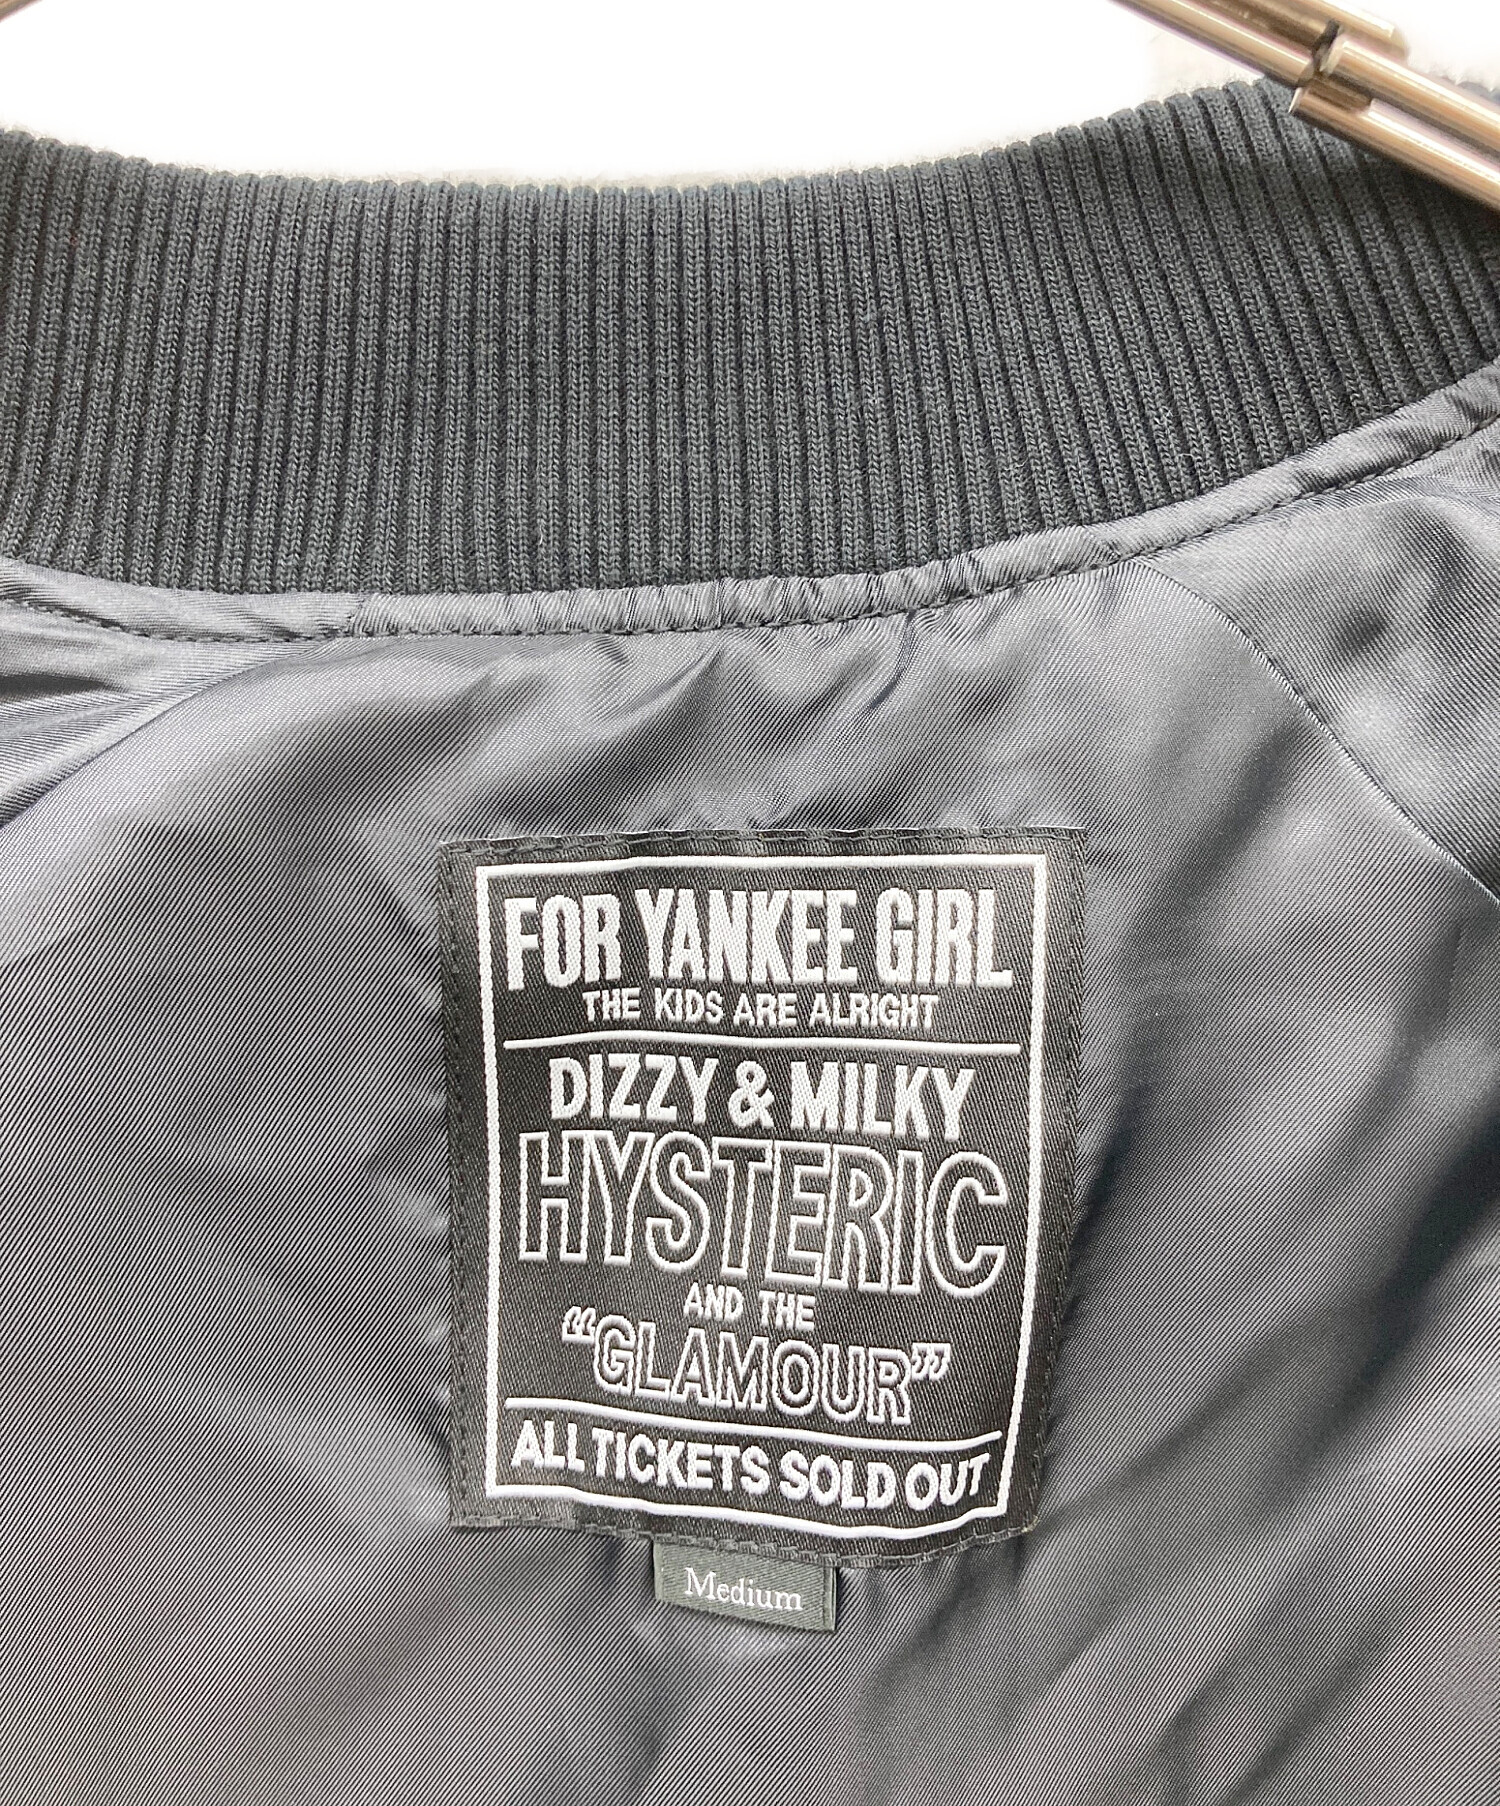 FOR YANKEE GIRL
THE KIDS ARE ALRIGHT
DIZZY & MILKY
HYSTERIC
AND THE
“GLAMOUR”
ALL TICKETS SOLD OUT
Medium